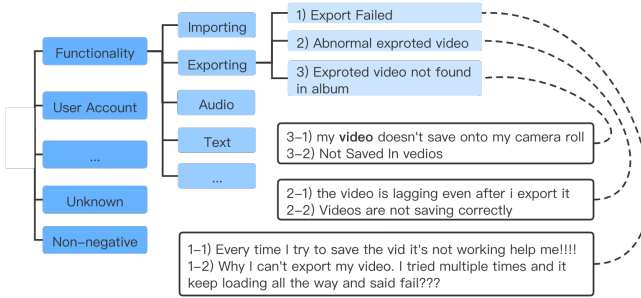 Functionality
User Account
...
Unknown
Non-negative
Importing
Exporting
Audio
Text
...
1) Export Failed
2) Abnormal exproted video
3) Exproted video not found
in album
3-1) my video doesn't save onto my camera roll
3-2) Not Saved In vedios
2-1) the video is lagging even after i export it
2-2) Videos are not saving correctly
1-1) Every time I try to save the vid it's not working help me!!!!
1-2) Why I can't export my video. I tried multiple times and it
keep loading all the way and said fail???